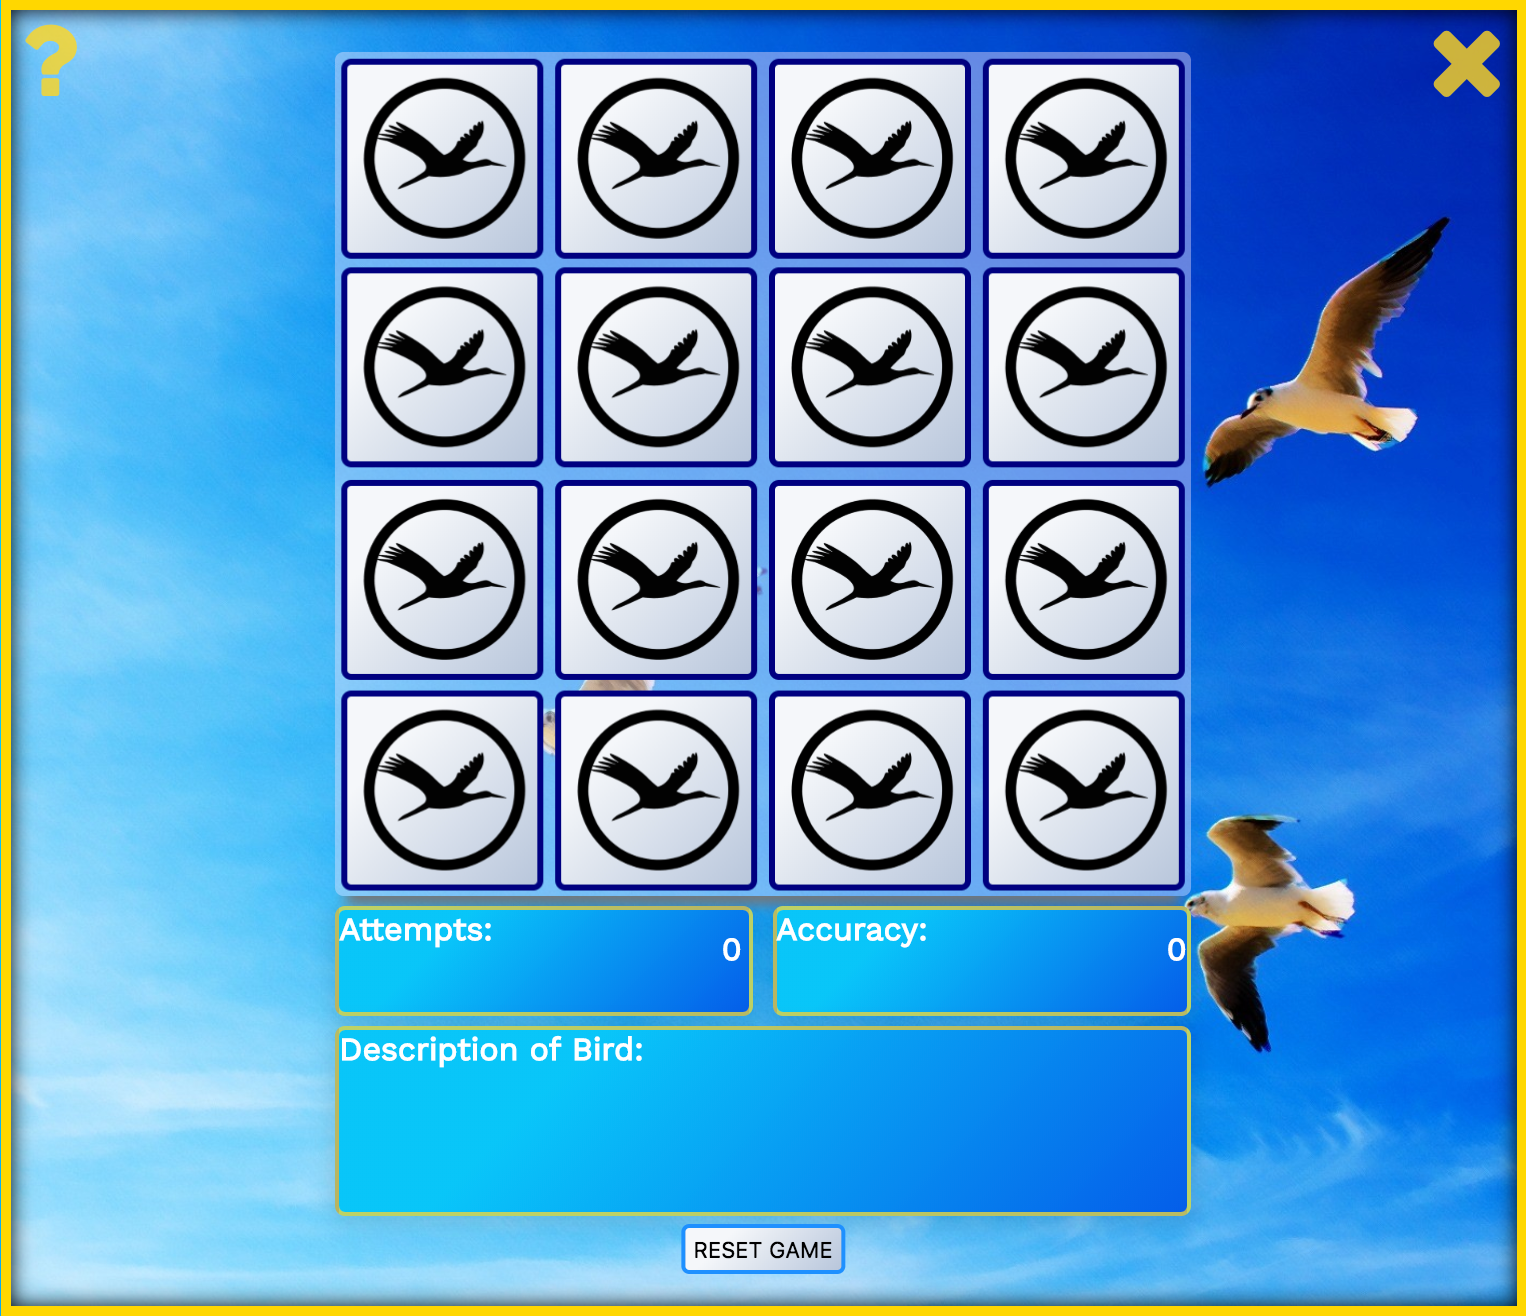 ?
Attempts:
0
Accuracy:
0
Description of Bird:
RESET GAME